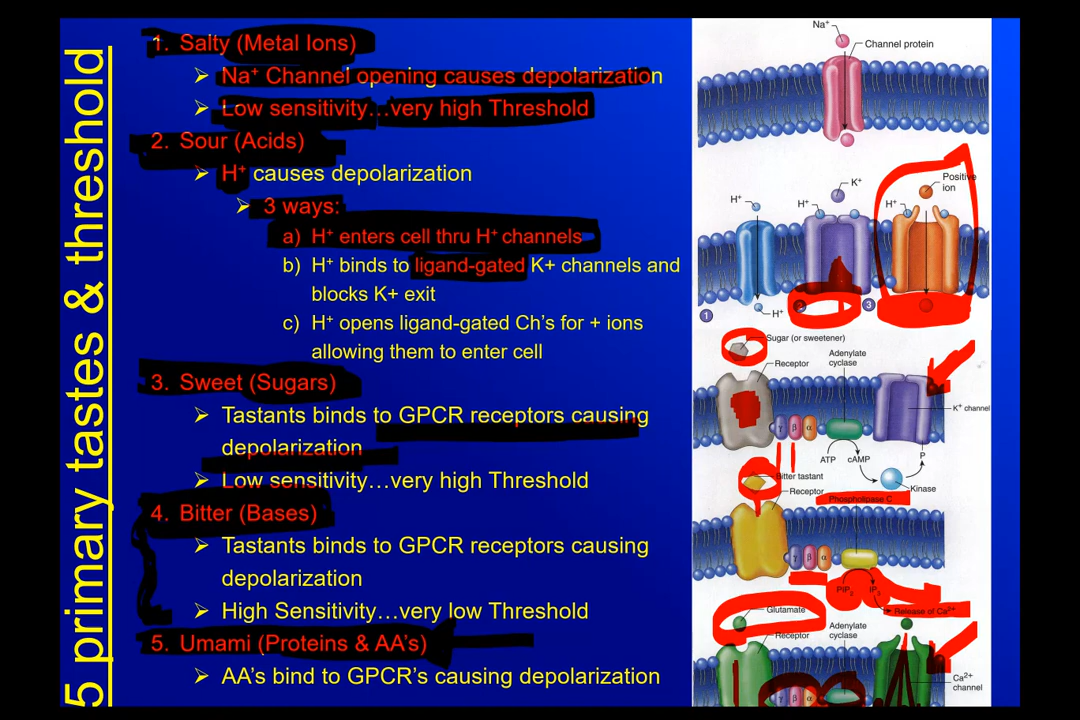 5 primary tastes & threshold
1. Salty (Metal Ions)
➢ Na⁺ Channel opening causes depolarization
➢ Low sensitivity…very high Threshold
2. Sour (Acids)
➢ H⁺ causes depolarization
➢ 3 ways:
a) H⁺ enters cell thru H⁺ channels
b) H⁺ binds to ligand-gated K+ channels and
blocks K+ exit
c) H⁺ opens ligand-gated Ch's for + ions
allowing them to enter cell
3. Sweet (Sugars)
➢ Tastants binds to GPCR receptors causing
depolarization
➢ Low sensitivity…very high Threshold
4. Bitter (Bases)
➢ Tastants binds to GPCR receptors causing
depolarization
➢ High Sensitivity…very low Threshold
5. Umami (Proteins & AA's)
➢ AA's bind to GPCR's causing depolarization
Na⁺
Channel protein
H⁺
H⁺
K⁺
H⁺
Positive
ion
1
2
3
H⁺
Sugar (or sweetener)
Receptor
Adenylate
cyclase
K⁺ channel
γ β α
ATP
cAMP
P
Kinase
Bitter tastant
Receptor
Phospholipase C
γ β α
PIP₂
IP₃
Release of Ca²⁺
Glutamate
Receptor
Adenylate
cyclase
Ca²⁺
channel
γ β α